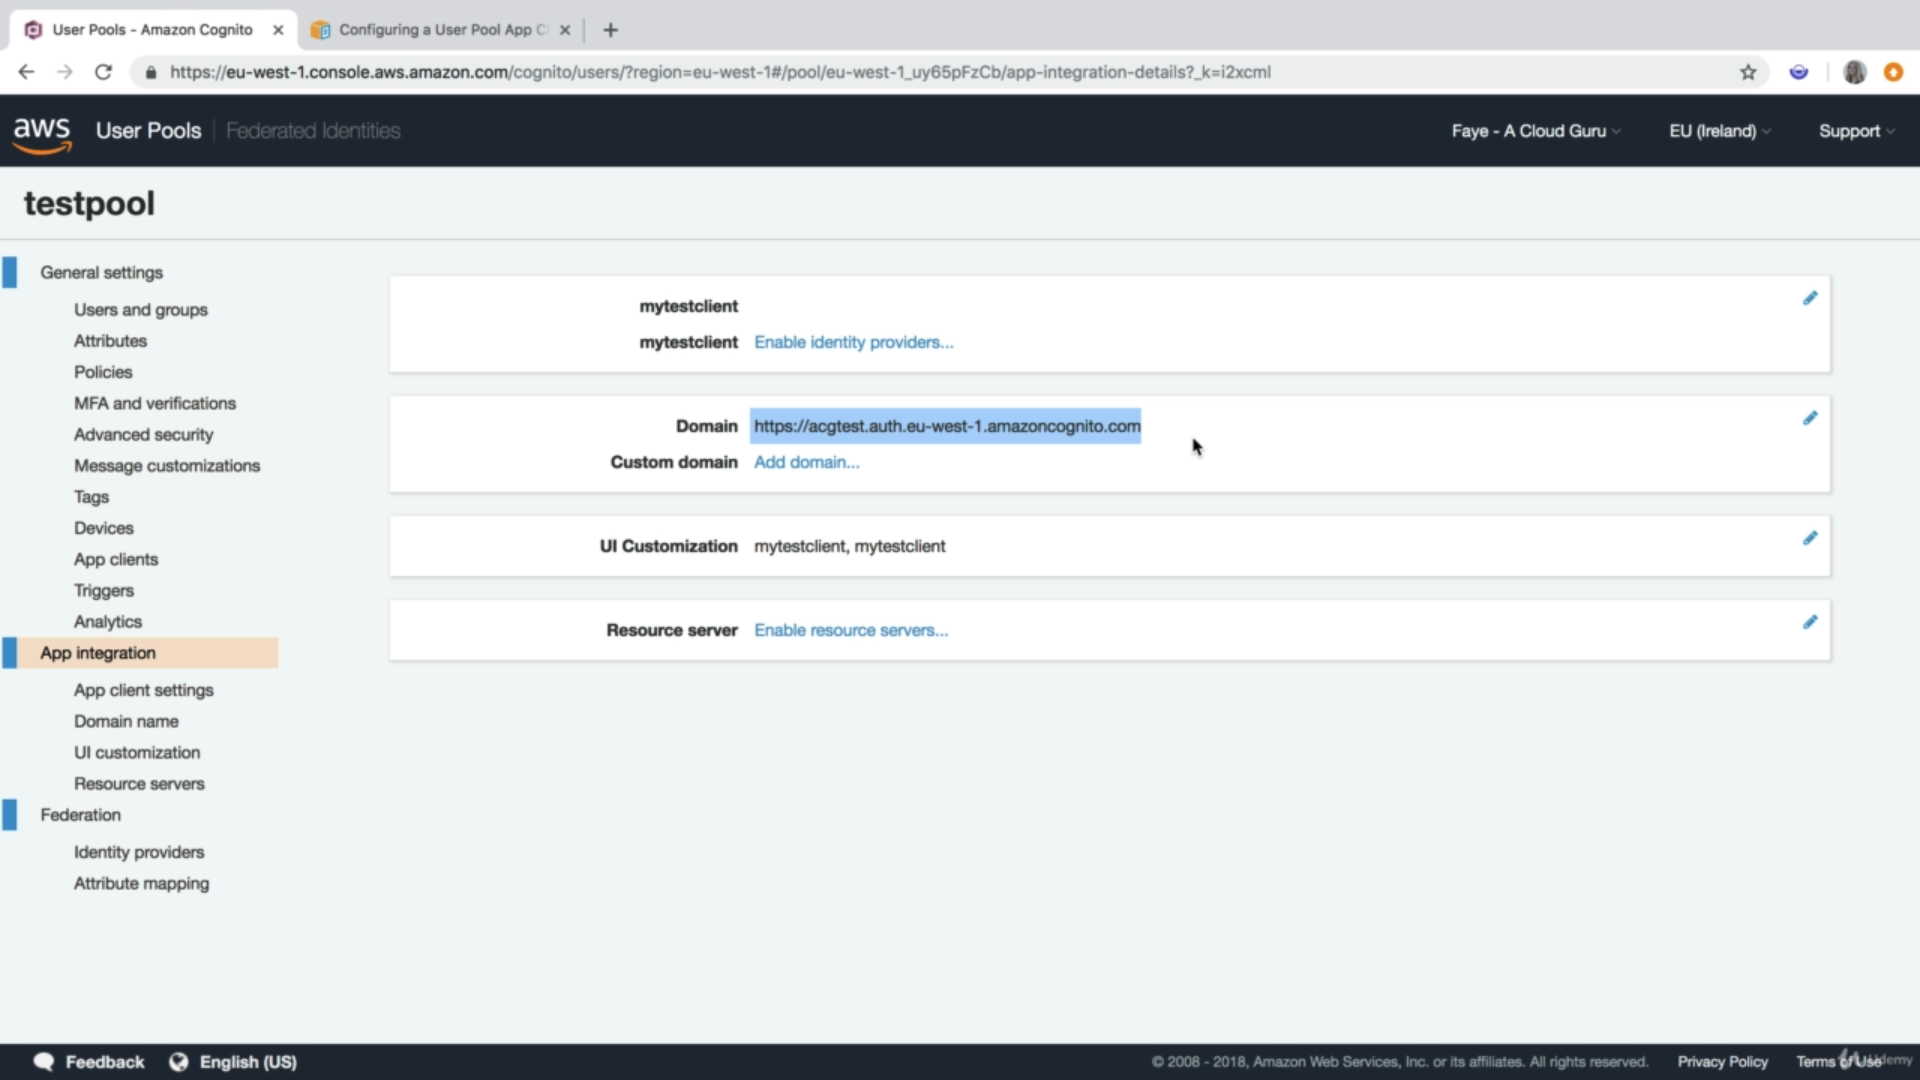 User Pools - Amazon Cognito
Configuring a User Pool App C
https://eu-west-1.console.aws.amazon.com/cognito/users/?region=eu-west-1#/pool/eu-west-1_uy65pFzCb/app-integration-details?_k=i2xcml
aws User Pools Federated Identities Faye - A Cloud Guru EU (Ireland) Support
testpool
General settings
Users and groups
Attributes
Policies
MFA and verifications
Advanced security
Message customizations
Tags
Devices
App clients
Triggers
Analytics
App integration
App client settings
Domain name
UI customization
Resource servers
Federation
Identity providers
Attribute mapping
mytestclient
mytestclient Enable identity providers...
Domain https://acgtest.auth.eu-west-1.amazoncognito.com
Custom domain Add domain...
UI Customization mytestclient, mytestclient
Resource server Enable resource servers...
Feedback English (US) © 2008 - 2018, Amazon Web Services, Inc. or its affiliates. All rights reserved. Privacy Policy Terms of Use